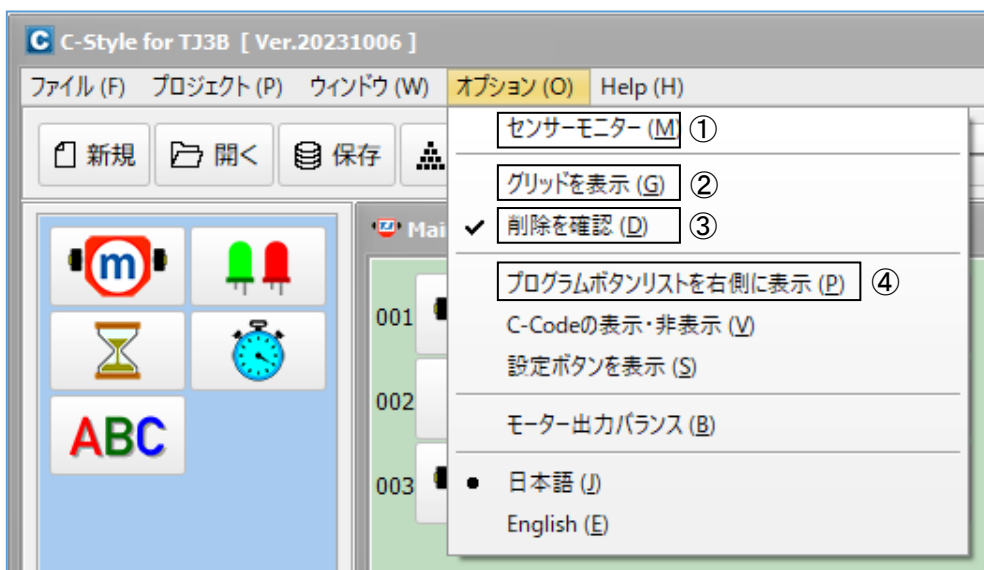 C C-Style for TJ3B [ Ver.20231006 ]
ファイル (F) プロジェクト (P) ウィンドウ (W) オプション (O) Help (H)
新規 開く 保存
センサーモニター (M) ①
グリッドを表示 (G) ②
削除を確認 (D) ③
プログラムボタンリストを右側に表示 (P) ④
C-Codeの表示・非表示 (V)
設定ボタンを表示 (S)
モーター出力バランス (B)
日本語 (J)
English (E)
m
ABC
Mai
001
002
003